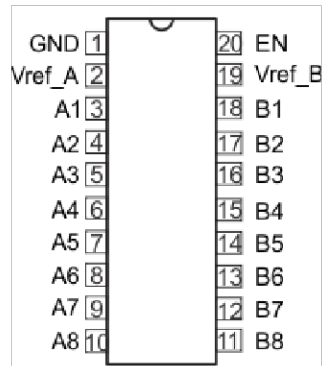 GND 1 20 EN
Vref_A 2 19 Vref_B
A1 3 18 B1
A2 4 17 B2
A3 5 16 B3
A4 6 15 B4
A5 7 14 B5
A6 8 13 B6
A7 9 12 B7
A8 10 11 B8